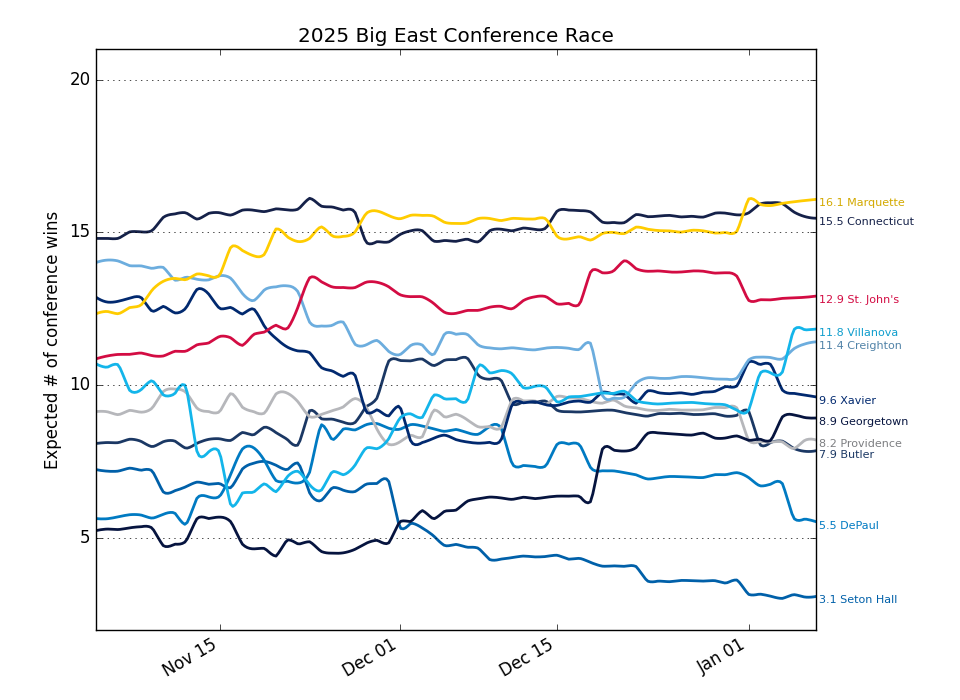 2025 Big East Conference Race
Expected # of conference wins
20
15
10
5
Nov 15
Dec 01
Dec 15
Jan 01
16.1 Marquette
15.5 Connecticut
12.9 St. John's
11.8 Villanova
11.4 Creighton
9.6 Xavier
8.9 Georgetown
8.2 Providence
7.9 Butler
5.5 DePaul
3.1 Seton Hall